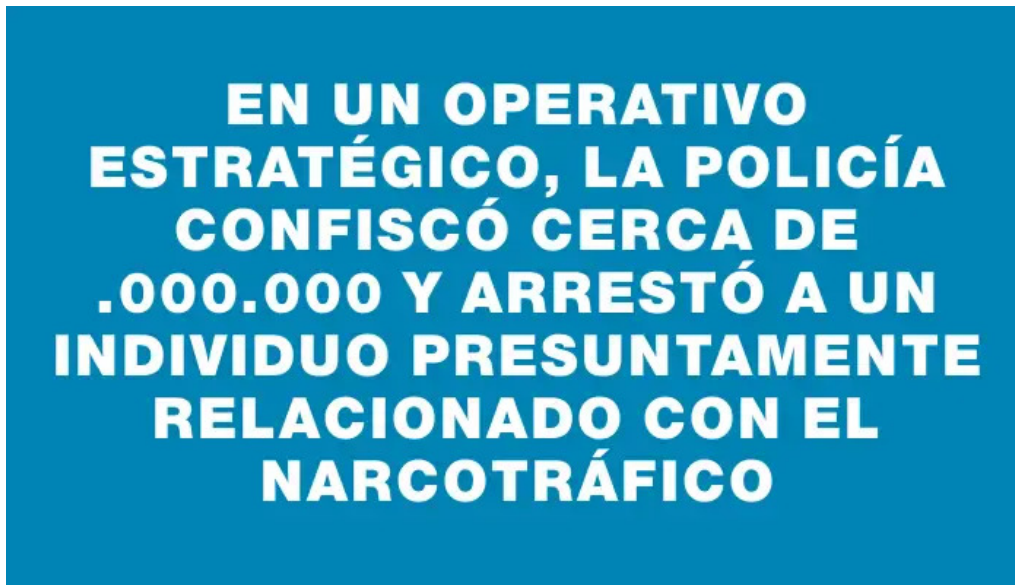 EN UN OPERATIVO
ESTRATÉGICO, LA POLICÍA
CONFISCÓ CERCA DE
.000.000 Y ARRESTÓ A UN
INDIVIDUO PRESUNTAMENTE
RELACIONADO CON EL
NARCOTRÁFICO